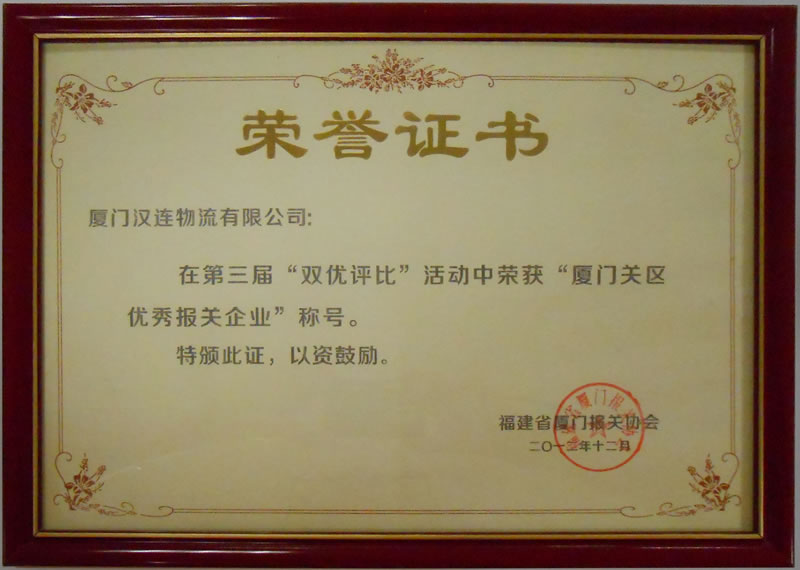 荣誉证书
厦门汉连物流有限公司:
在第三届“双优评比”活动中荣获“厦门关区
优秀报关企业”称号。
特颁此证，以资鼓励。
福建省厦门报关协会
二〇一三年十二月